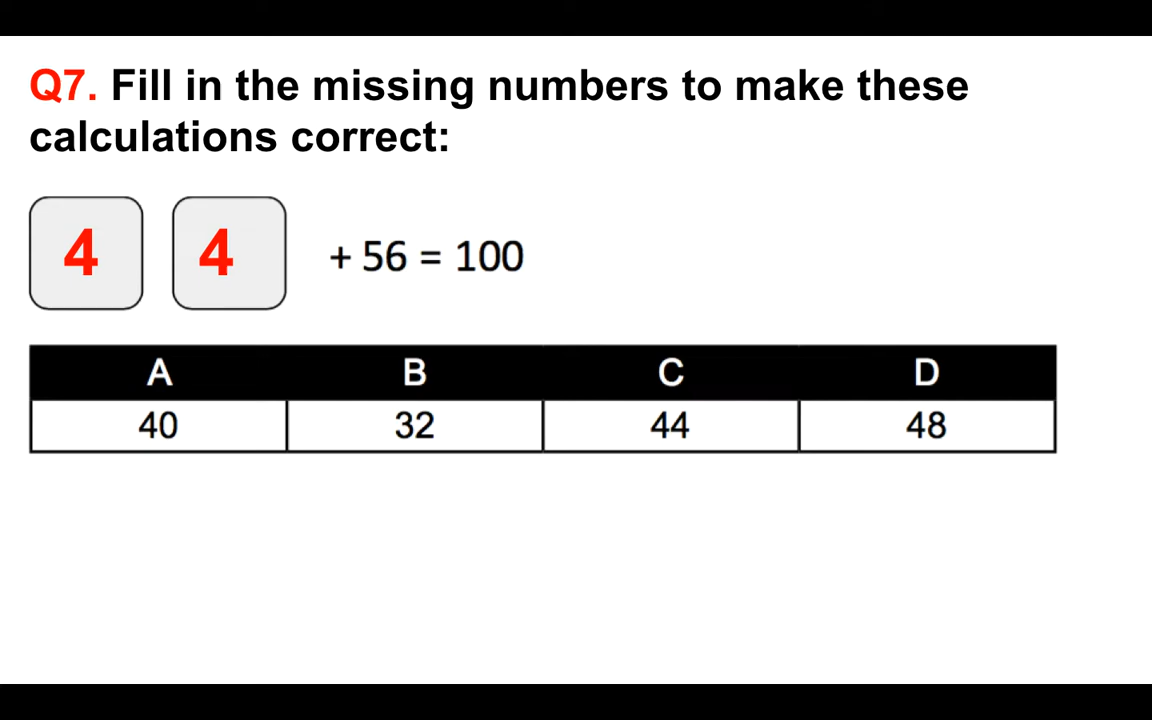 Q7. Fill in the missing numbers to make these
calculations correct:
4 4 + 56 = 100
A B C D
40 32 44 48